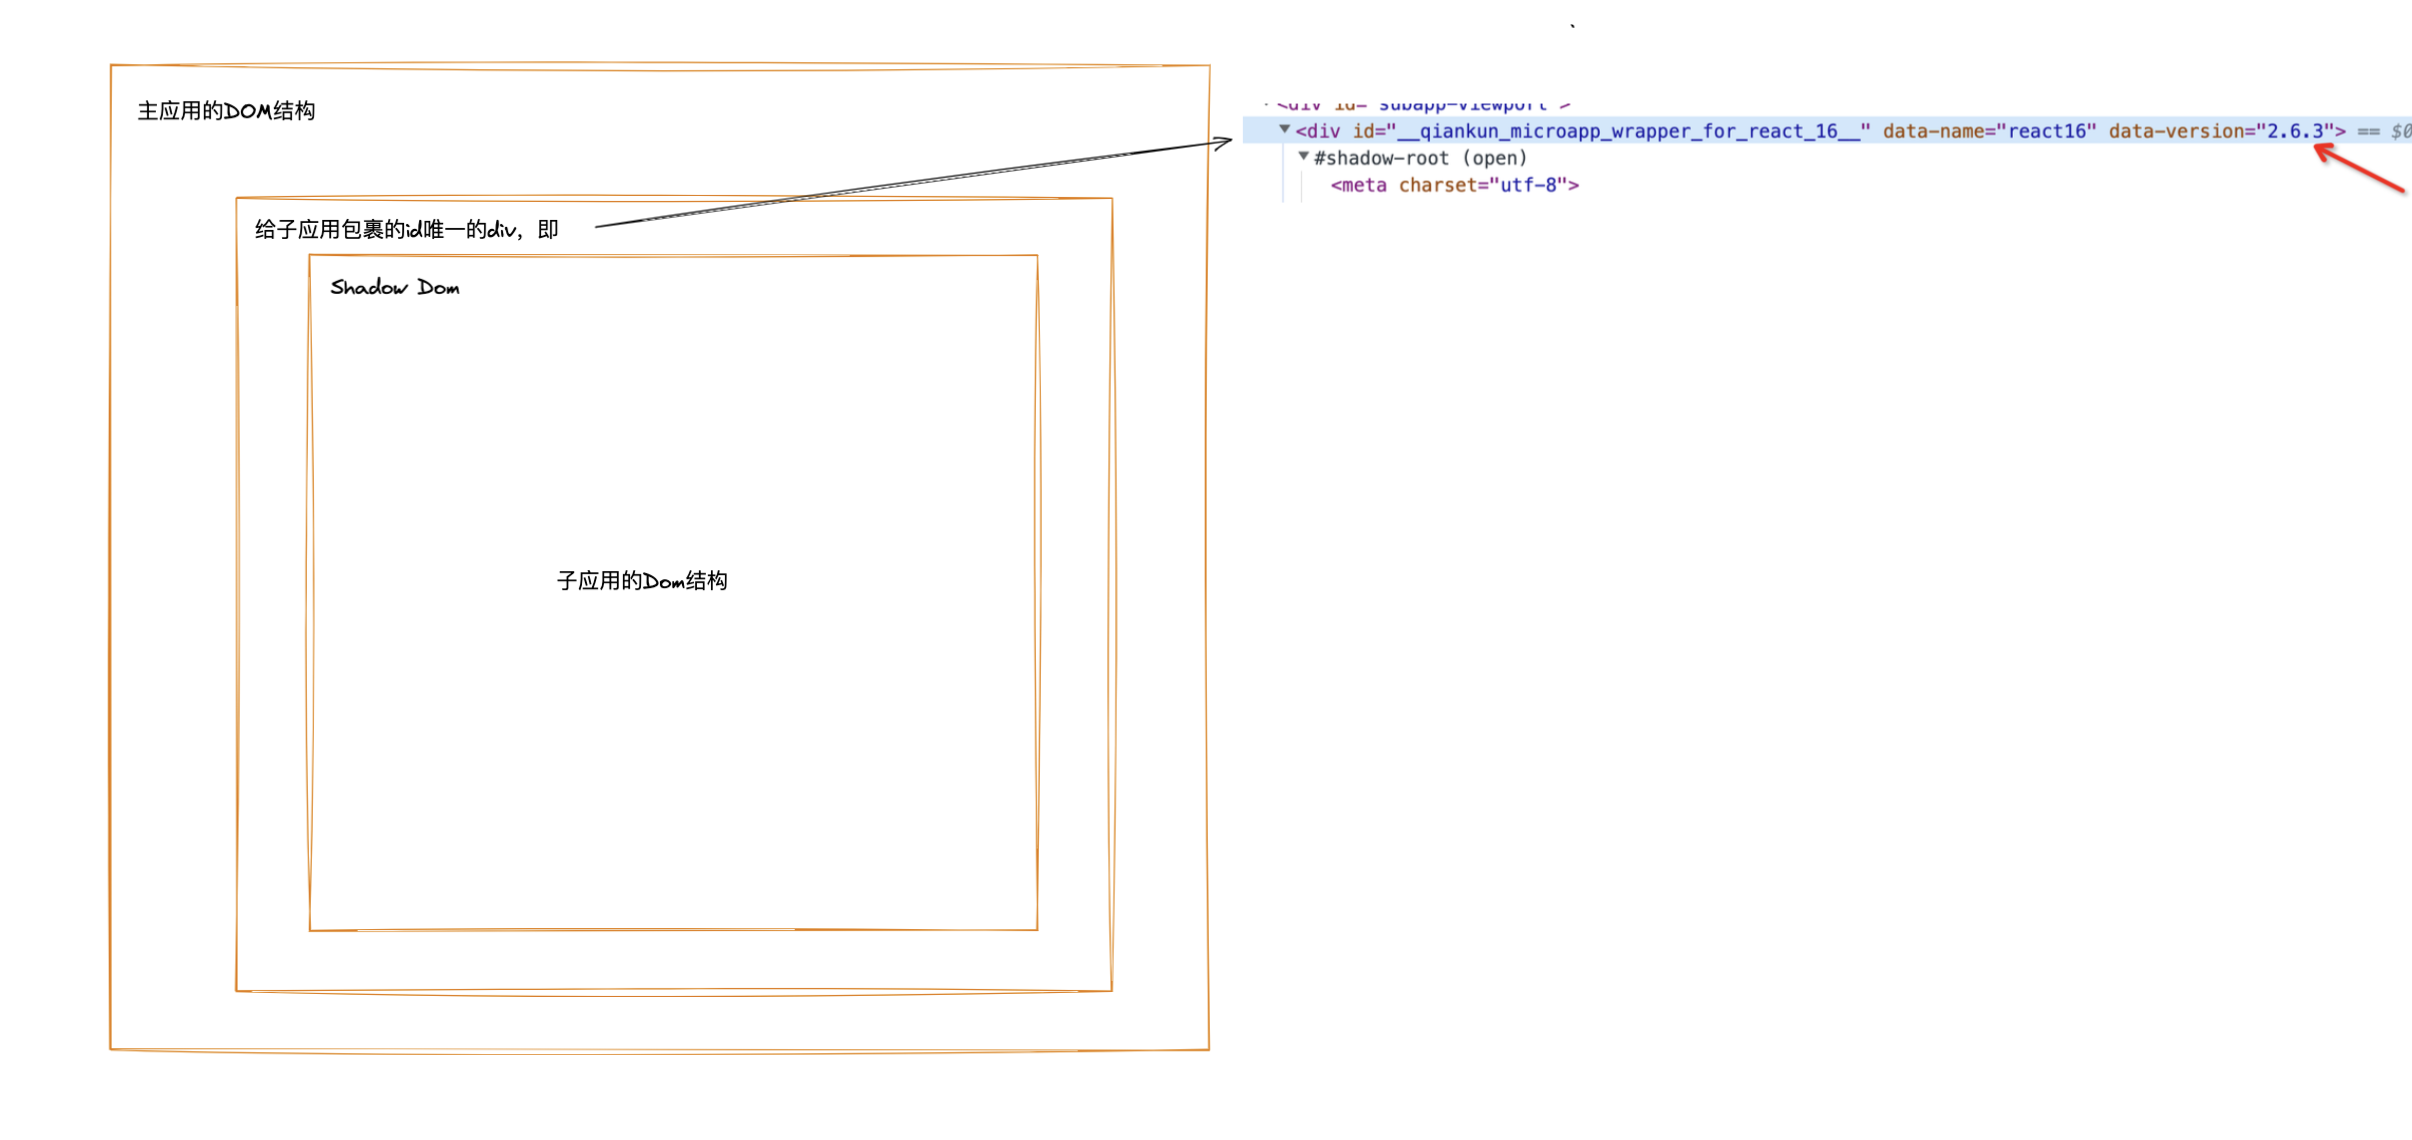 主应用的DOM结构
给子应用包裹的id唯一的div，即
Shadow Dom
子应用的Dom结构
<div id="subapp-viewport">
▼<div id="__qiankun_microapp_wrapper_for_react_16__" data-name="react16" data-version="2.6.3"> == $0
▼#shadow-root (open)
<meta charset="utf-8">